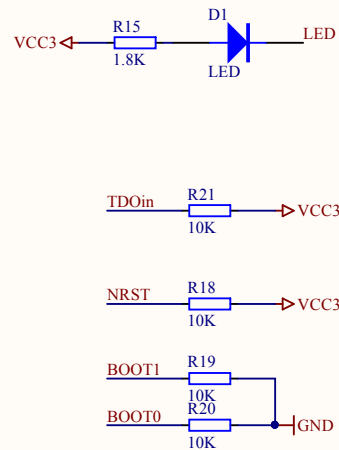 D1
R15
LED
VCC3
1.8K
LED
R21
TDOin
VCC3
10K
R18
NRST
VCC3
10K
R19
BOOT1
10K
R20
BOOT0
GND
10K